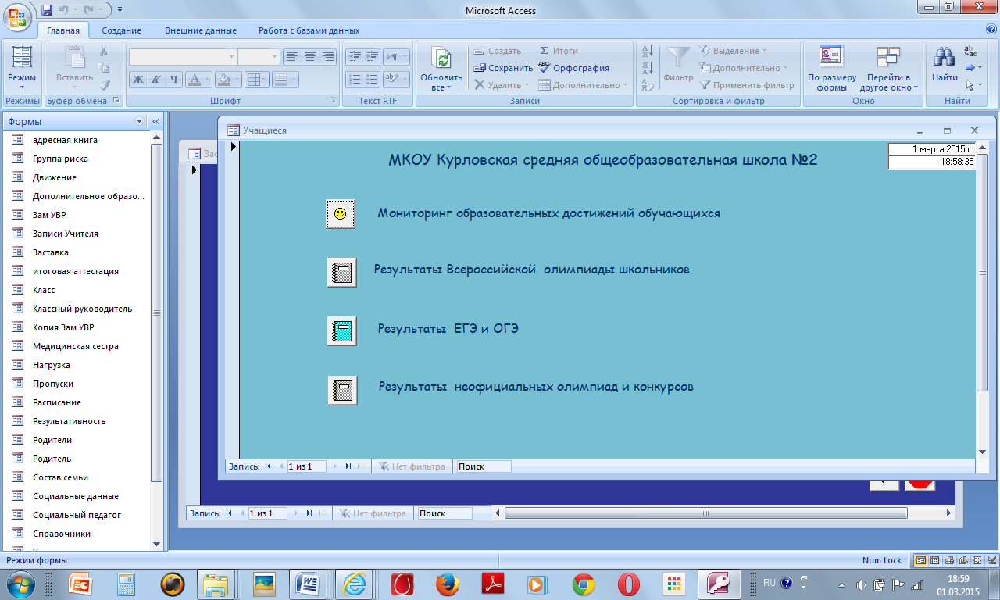 Microsoft Access
Главная Создание Внешние данные Работа с базами данных
Режим
Режимы
Вставить
Буфер обмена
Ж К Ч
Шрифт
Текст RTF
Обновить все
Создать
Сохранить
Удалить
Итоги
Орфография
Дополнительно
Записи
Фильтр
Выделение
Дополнительно
Применить фильтр
Сортировка и фильтр
По размеру формы
Перейти в другое окно
Окно
Найти
Найти
Формы
адресная книга
Группа риска
Движение
Дополнительное образо...
Зам УВР
Записи Учителя
Заставка
итоговая аттестация
Класс
Классный руководитель
Копия Зам УВР
Медицинская сестра
Нагрузка
Пропуски
Расписание
Результативность
Родители
Родитель
Состав семьи
Социальные данные
Социальный педагог
Справочники
Зас
Учащиеся
1 марта 2015 г.
18:58:35
МКОУ Курловская средняя общеобразовательная школа №2
Мониторинг образовательных достижений обучающихся
Результаты Всероссийской олимпиады школьников
Результаты ЕГЭ и ОГЭ
Результаты неофициальных олимпиад и конкурсов
Запись: 1 из 1 Нет фильтра Поиск
Запись: 1 из 1 Нет фильтра Поиск
Режим формы
Num Lock
RU
18:59
01.03.2015